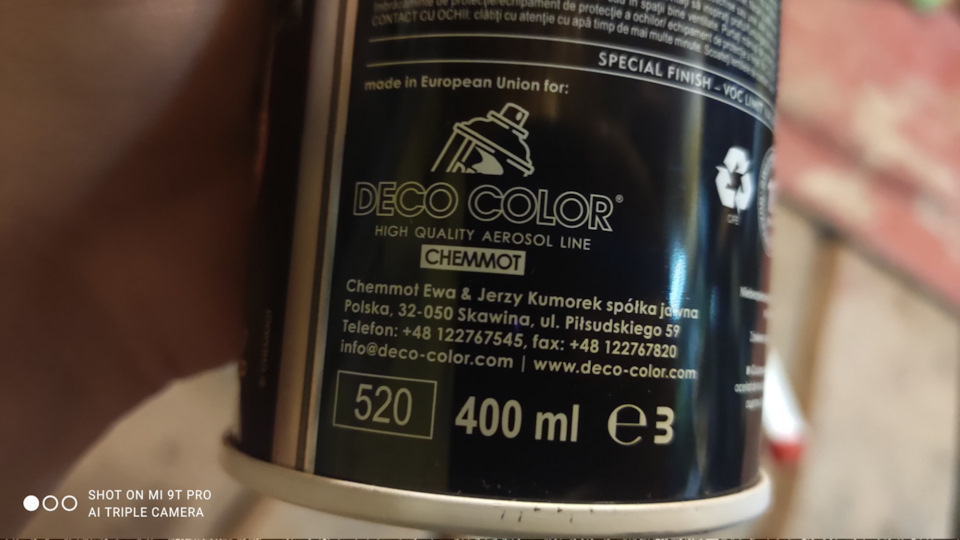 CONTACT CU OCHII: clătiți cu atenție cu apă timp de mai multe minute.
SPECIAL FINISH - VOC LIMIT
made in European Union for:
DECO COLOR®
HIGH QUALITY AEROSOL LINE
CHEMMOT
Chemmot Ewa & Jerzy Kumorek spółka jawna
Polska, 32-050 Skawina, ul. Piłsudskiego 59
Telefon: +48 122767545, fax: +48 122767820
info@deco-color.com | www.deco-color.com
520
400 ml ℮3
SHOT ON MI 9T PRO
AI TRIPLE CAMERA